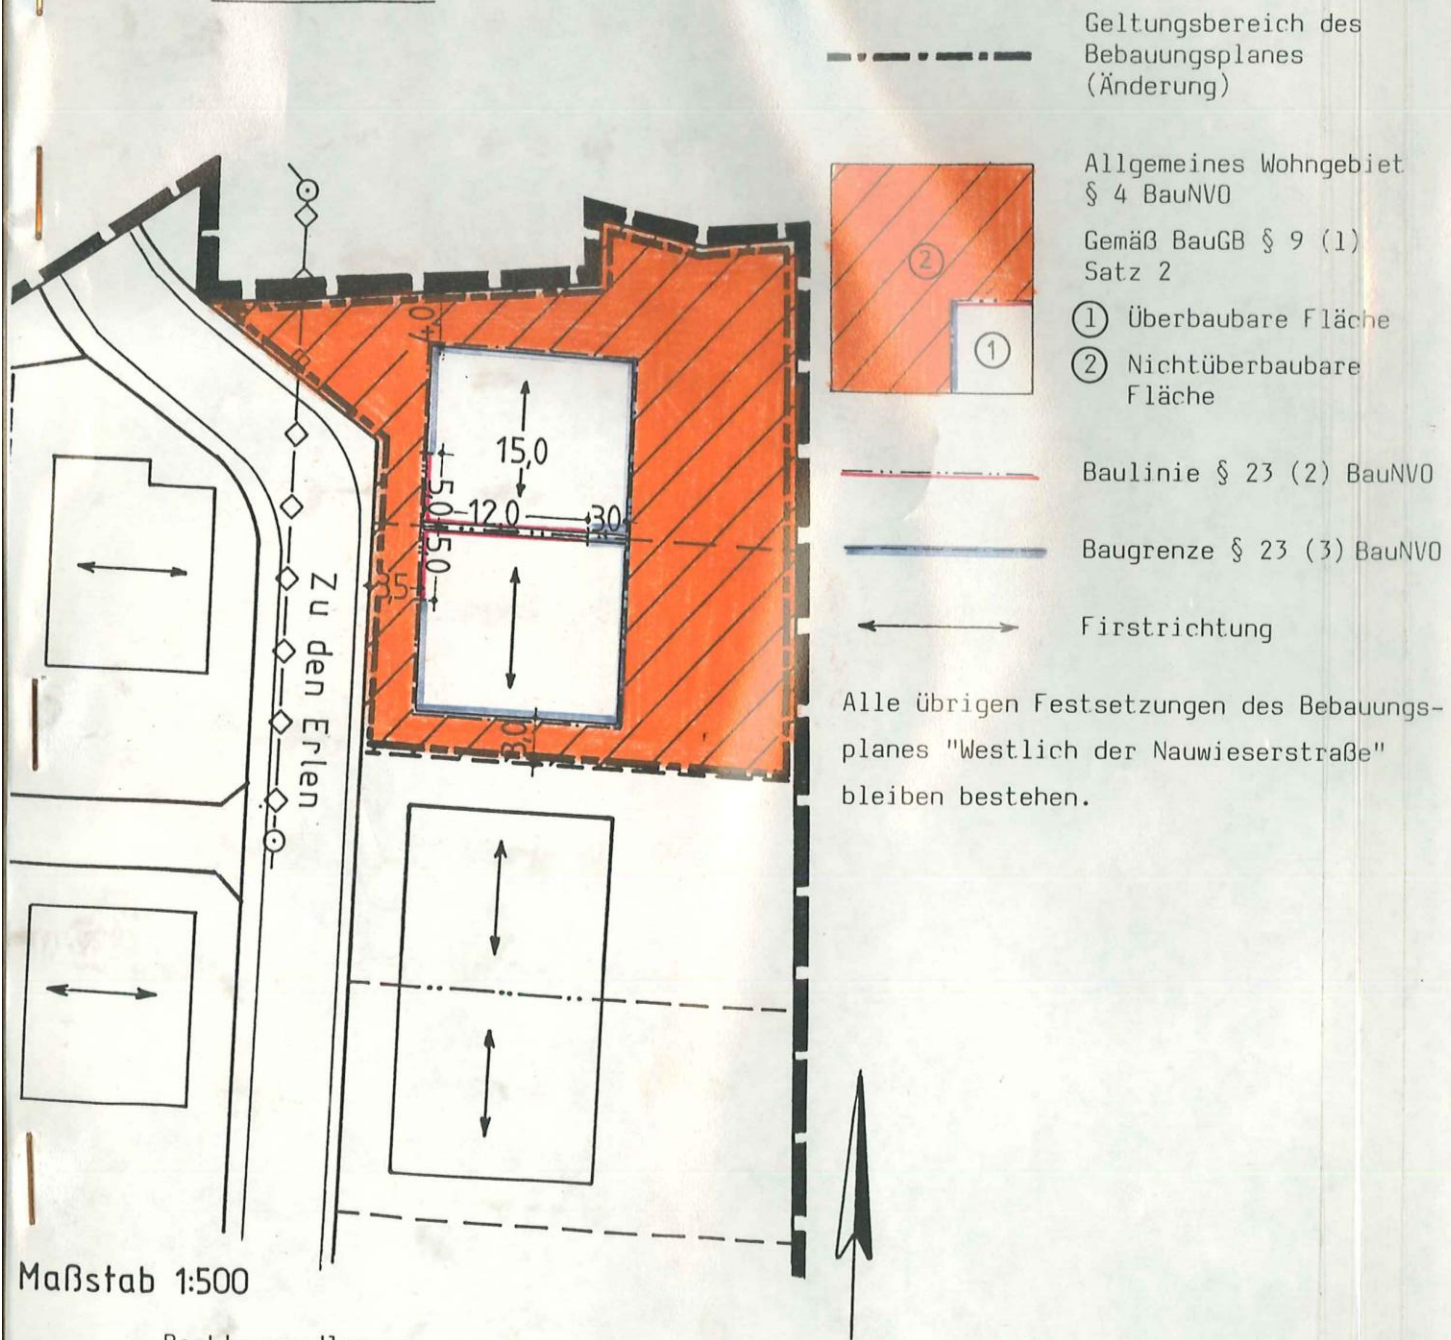 Geltungsbereich des
Bebauungsplanes
(Änderung)
Allgemeines Wohngebiet
§ 4 BauNVO
Gemäß BauGB § 9 (1)
Satz 2
2
1
1 Überbaubare Fläche
2 Nichtüberbaubare
Fläche
Baulinie § 23 (2) BauNVO
Baugrenze § 23 (3) BauNVO
Firstrichtung
Alle übrigen Festsetzungen des Bebauungs-
planes "Westlich der Nauwieserstraße"
bleiben bestehen.
15,0
5,0
12,0
3,0
5,0
3,5
3,0
Zu den Erlen
Maßstab 1:500